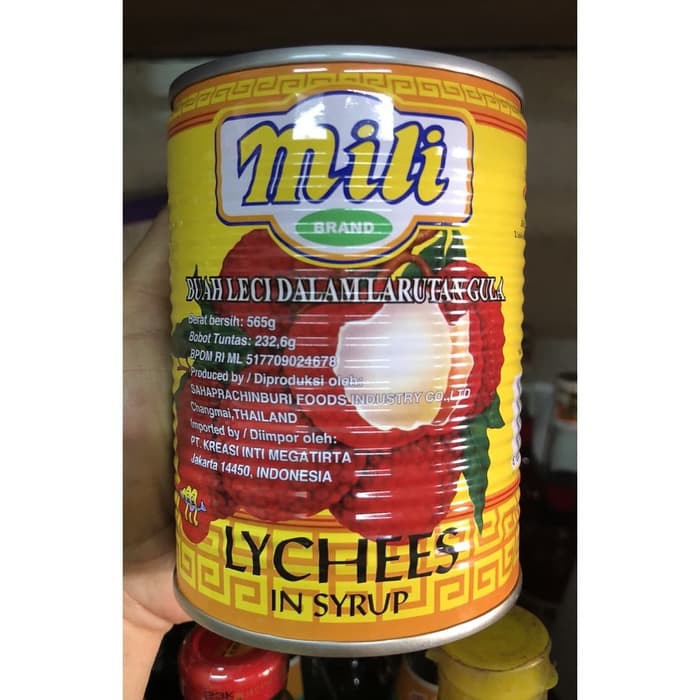 mili
BRAND
BUAH LECI DALAM LARUTAN GULA
Berat bersih: 565g
Bobot Tuntas: 232,6g
BPOM RI ML 517709024678
Produced by / Diproduksi oleh:
SAHAPRACHINBURI FOODS INDUSTRY CO.,LTD
Changmai,THAILAND
Imported by / Diimpor oleh:
PT. KREASI INTI MEGATIRTA
Jakarta 14450, INDONESIA
LYCHEES
IN SYRUP